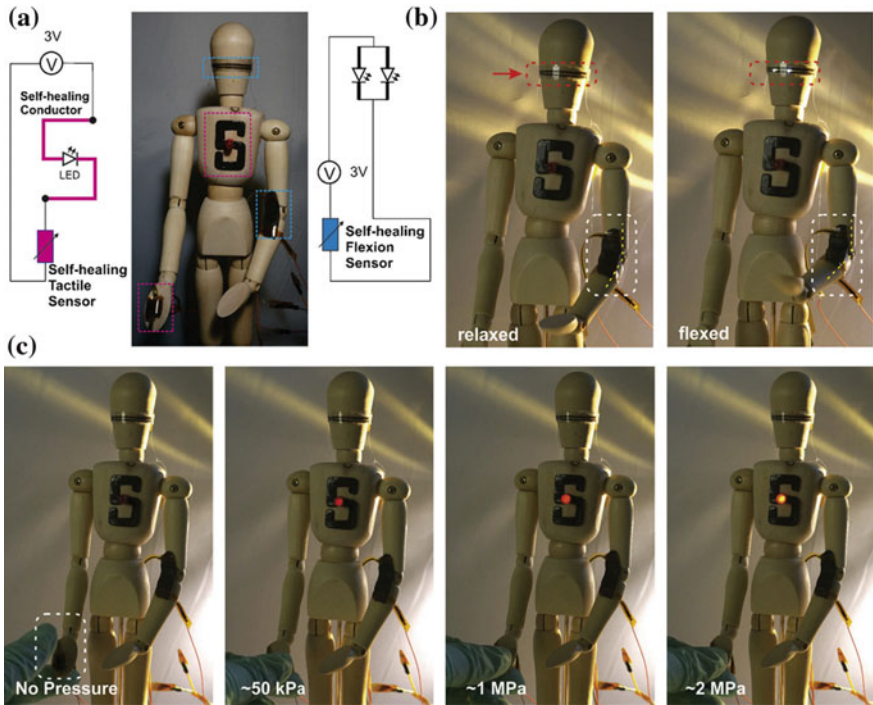 (a)
3V
V
Self-healing
Conductor
LED
Self-healing
Tactile
Sensor
S
V
3V
Self-healing
Flexion
Sensor
(b)
S
relaxed
S
flexed
(c)
S
No Pressure
S
~50 kPa
S
~1 MPa
S
~2 MPa